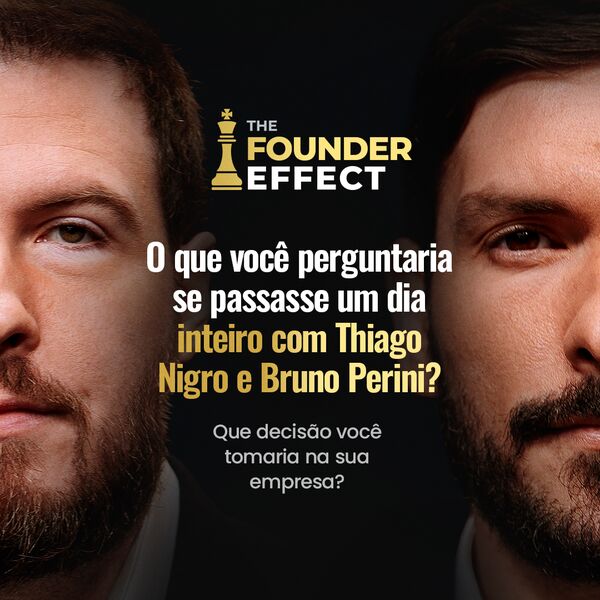 THE
FOUNDER
EFFECT
O que você perguntaria
se passasse um dia
inteiro com Thiago
Nigro e Bruno Perini?
Que decisão você
tomaria na sua
empresa?